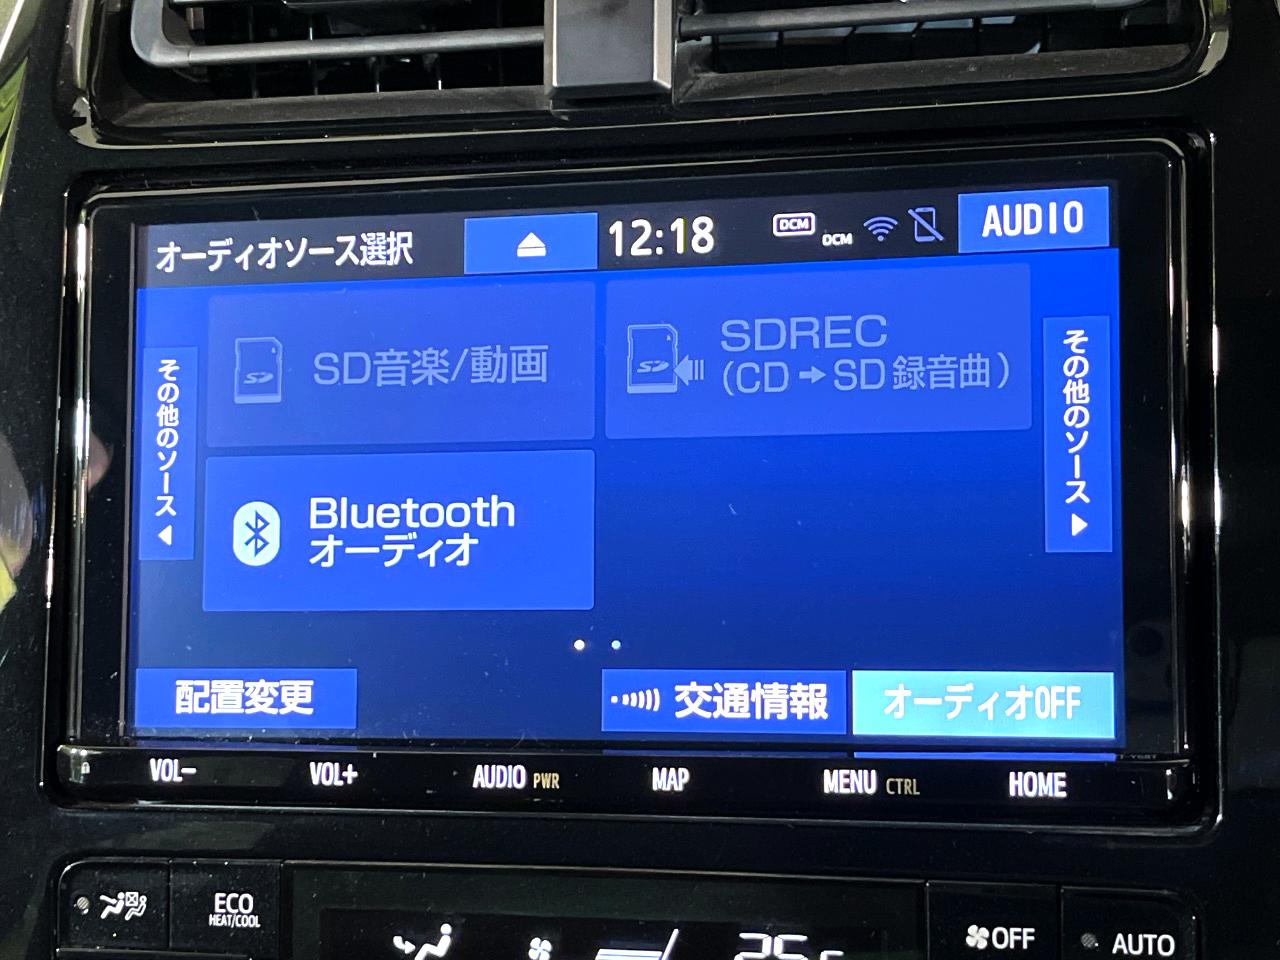 オーディオソース選択
12:18
DCM
DCM
AUDIO
その他のソース
SD音楽/動画
SD
SDREC
(CD➜SD 録音曲)
その他のソース
Bluetooth
オーディオ
配置変更
交通情報
オーディオOFF
VOL−
VOL+
AUDIO PWR
MAP
MENU CTRL
HOME
ECO
HEAT/COOL
OFF
AUTO